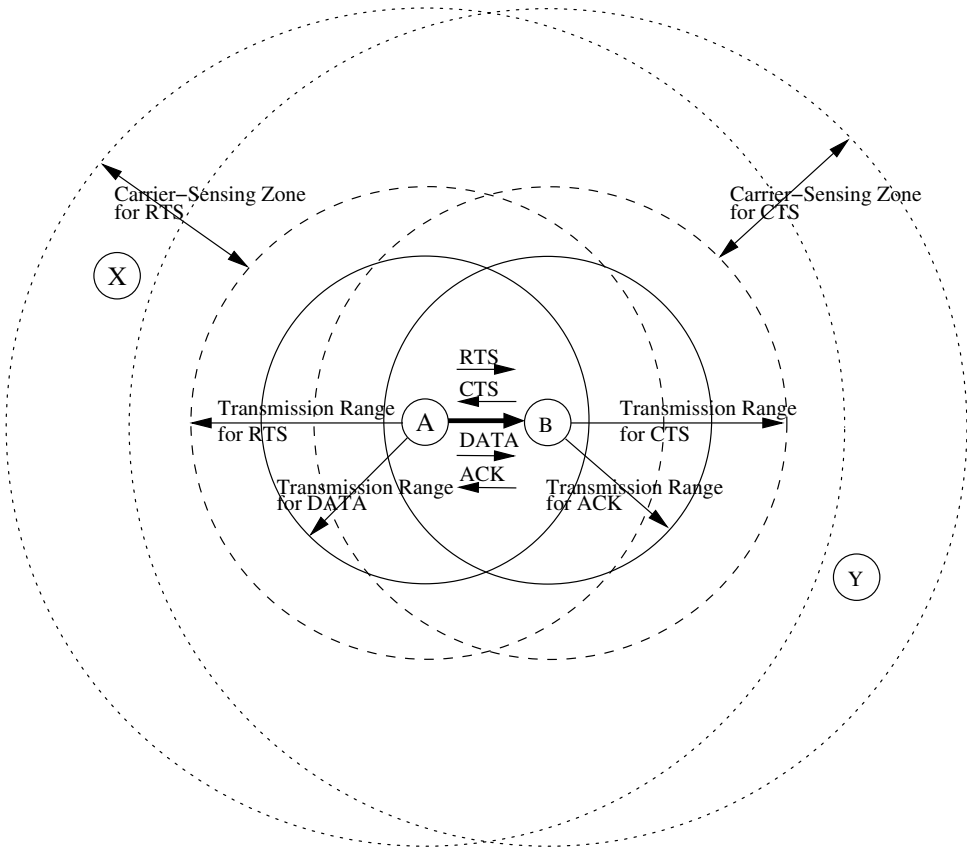 Carrier−Sensing Zone
for RTS
Carrier−Sensing Zone
for CTS
X
RTS
CTS
Transmission Range
for RTS
A
B
Transmission Range
for CTS
DATA
ACK
Transmission Range
for DATA
Transmission Range
for ACK
Y